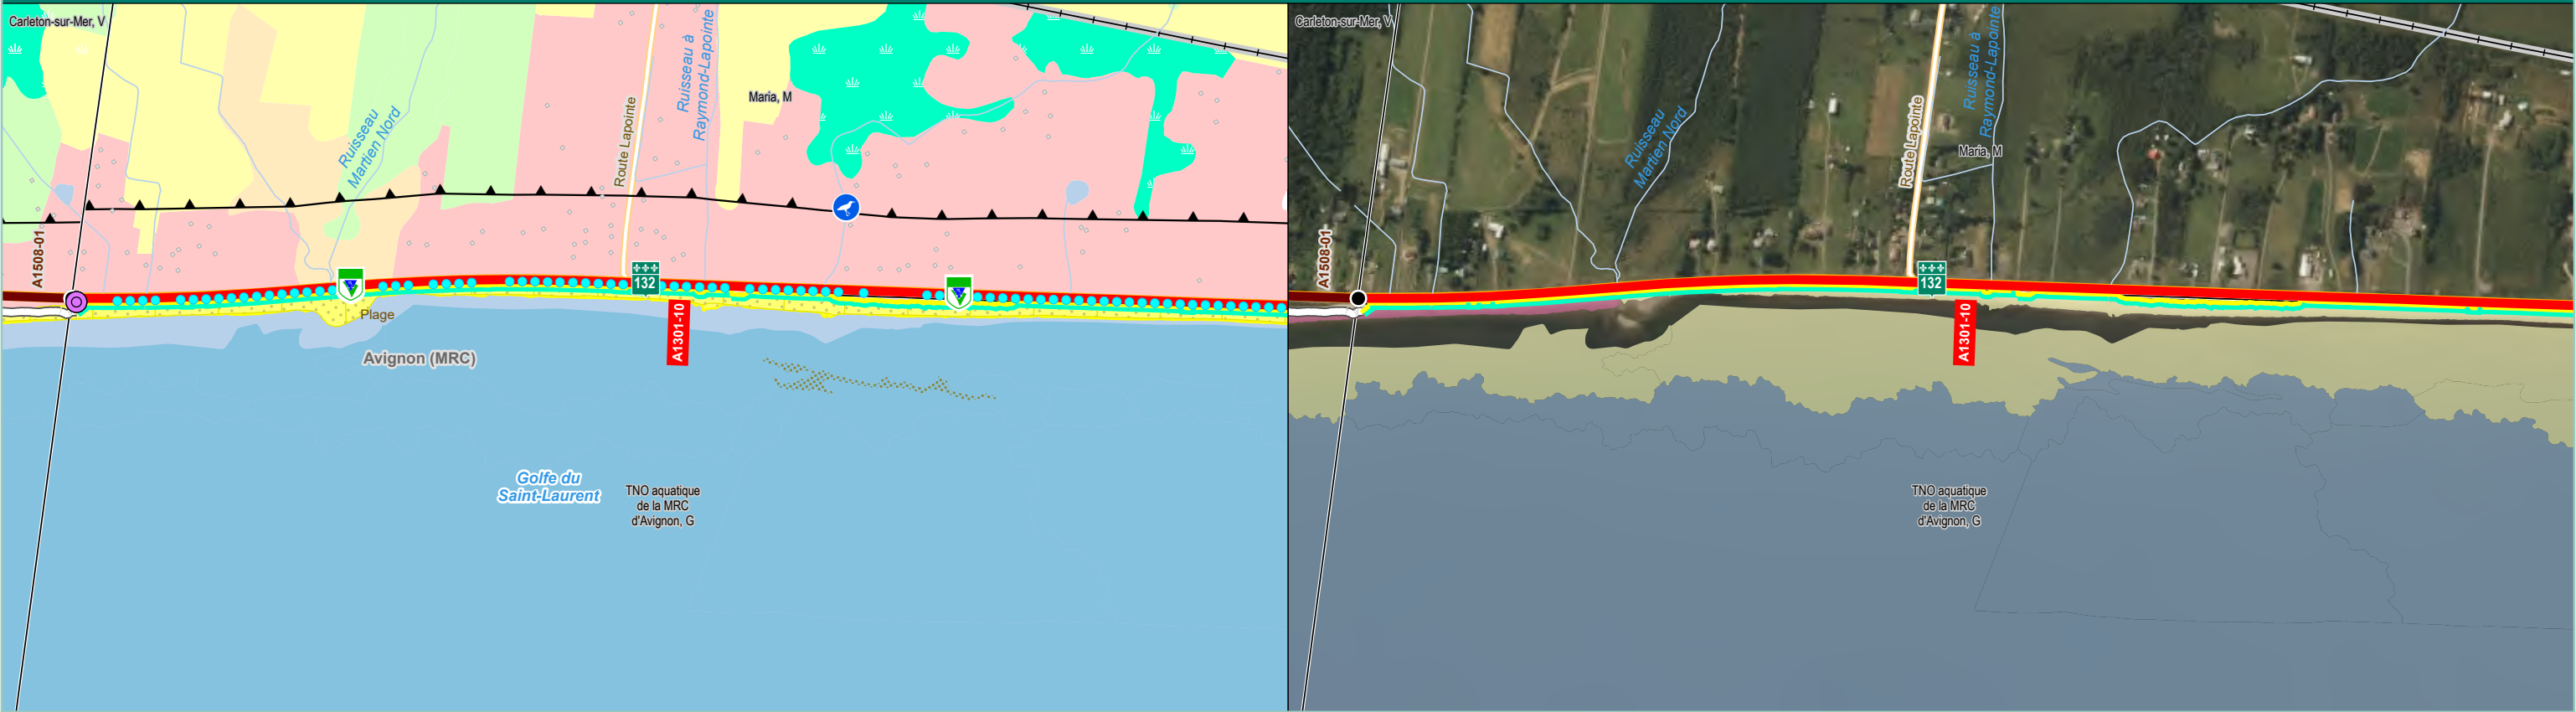 Carleton-sur-Mer, V
Ruisseau
Martien Nord
Route Lapointe
Ruisseau à
Raymond-Lapointe
Maria, M
A1508-01
132
A1301-10
Plage
Avignon (MRC)
Golfe du
Saint-Laurent
TNO aquatique
de la MRC
d'Avignon, G
Carleton-sur-Mer, V
Ruisseau
Martien Nord
Route Lapointe
Ruisseau à
Raymond-Lapointe
Maria, M
A1508-01
132
A1301-10
TNO aquatique
de la MRC
d'Avignon, G